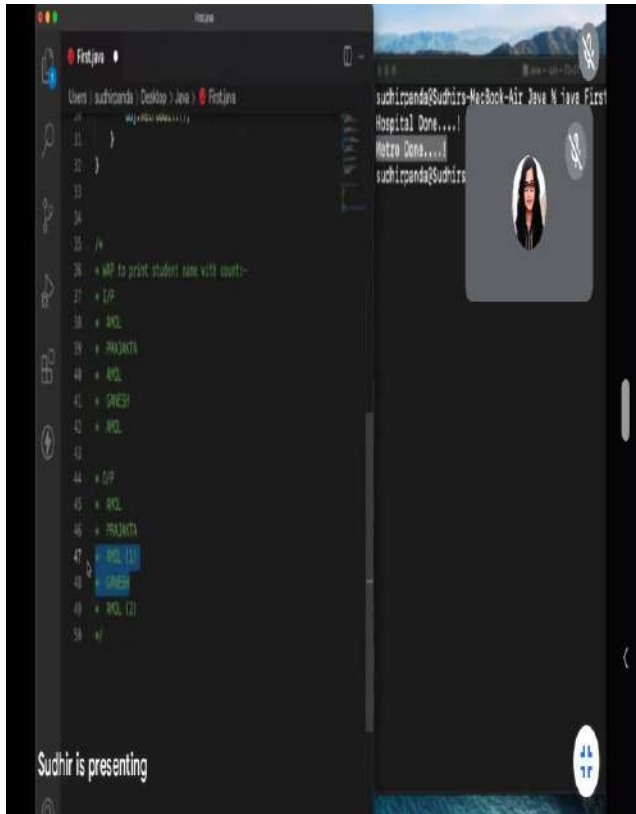 First.java
First.java
Users > sudhirpanda > Desktop > Java > First.java
31 }
32 }
33
34
35 /*
36 * WAP to print student name with count:-
37 * I/P
38 * AMOL
39 * PRAJAKTA
40 * AMOL
41 * GANESH
42 * AMOL
43
44 * O/P
45 * AMOL
46 * PRAJAKTA
47 * AMOL (1)
48 * GANESH
49 * AMOL (2)
50 */
sudhirpanda@Sudhirs-MacBook-Air Java % java First
Hospital Done....!
Metro Done....!
sudhirpanda@Sudhirs
Sudhir is presenting